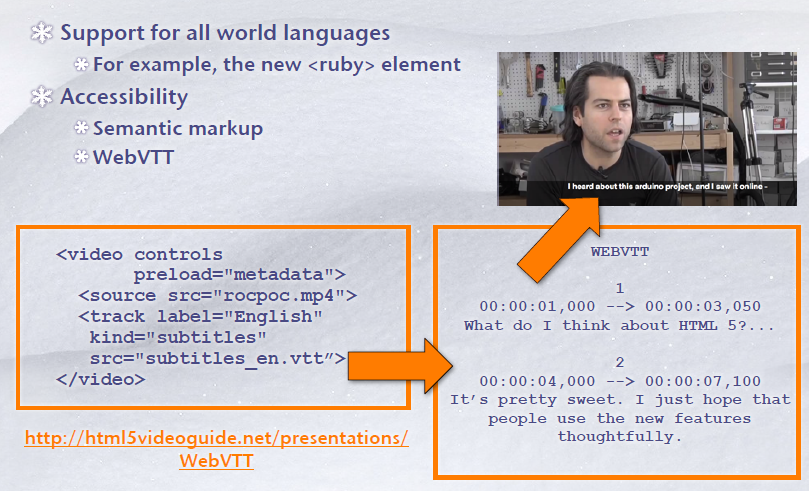 Support for all world languages
For example, the new <ruby> element
Accessibility
Semantic markup
WebVTT
I heard about this arduino project, and I saw it online -
<video controls
preload="metadata">
<source src="rocpoc.mp4">
<track label="English"
kind="subtitles"
src="subtitles_en.vtt”>
</video>
http://html5videoguide.net/presentations/
WebVTT
WEBVTT
1
00:00:01,000 --> 00:00:03,050
What do I think about HTML 5?...
2
00:00:04,000 --> 00:00:07,100
It’s pretty sweet. I just hope that
people use the new features
thoughtfully.